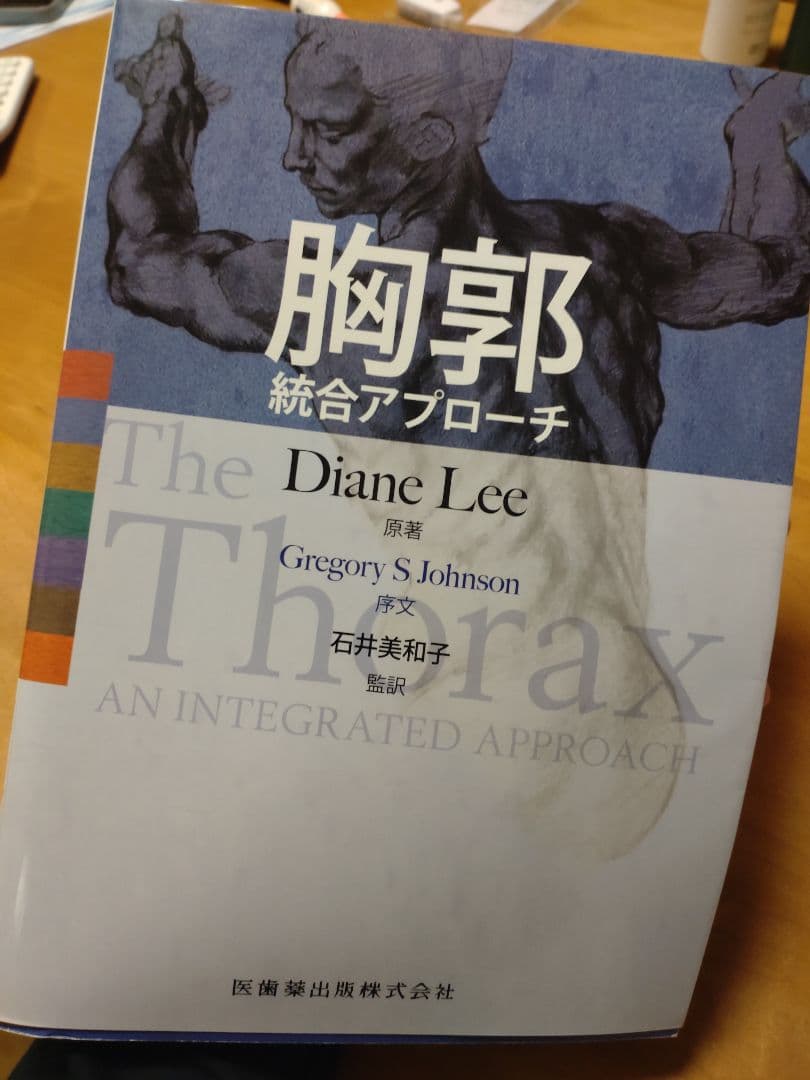 胸郭
統合アプローチ
Diane Lee
原著
Gregory S Johnson
序文
石井美和子
監訳
The
Thorax
AN INTEGRATED APPROACH
医歯薬出版株式会社